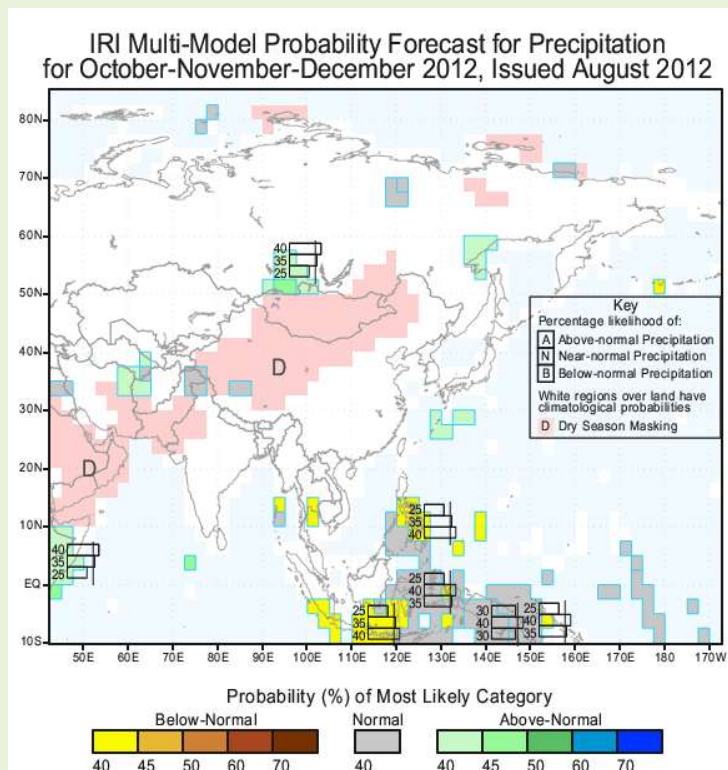 IRI Multi-Model Probability Forecast for Precipitation
for October-November-December 2012, Issued August 2012
80N
70N
60N
50N
40N
30N
20N
10N
EQ
10S
50E 60E 70E 80E 90E 100E 110E 120E 130E 140E 150E 160E 170E 180 170W
40
35
25
D
D
40
35
25
25
35
40
25
40
35
25
35
40
30
40
30
25
40
35
Key
Percentage likelihood of:
A Above-normal Precipitation
N Near-normal Precipitation
B Below-normal Precipitation
White regions over land have
climatological probabilities
D Dry Season Masking
Probability (%) of Most Likely Category
Below-Normal Normal Above-Normal
40 45 50 60 70 40 40 45 50 60 70